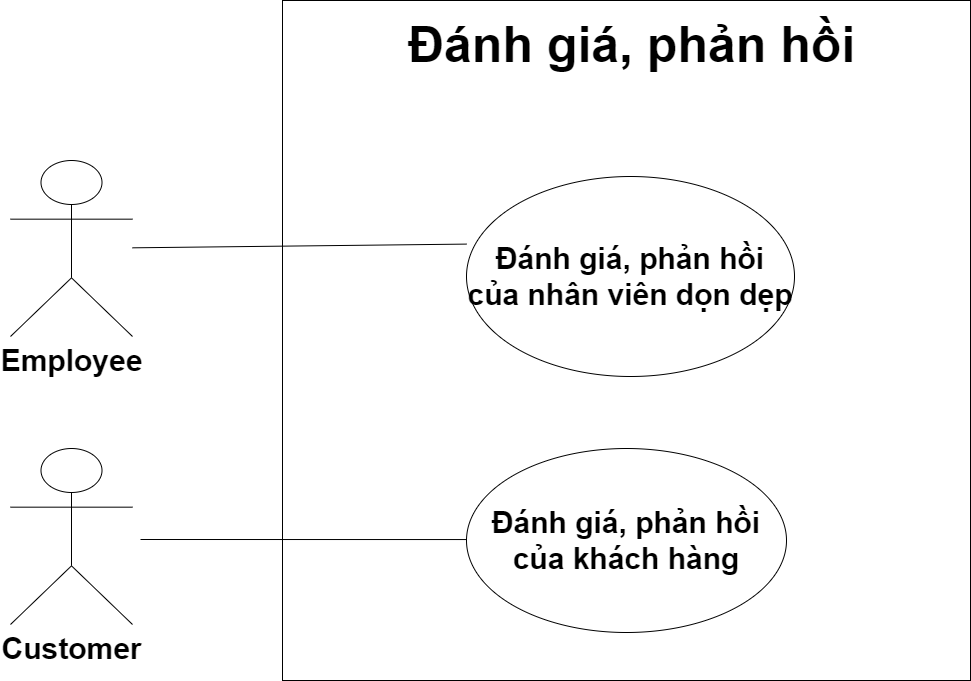 Đánh giá, phản hồi
Đánh giá, phản hồi
của nhân viên dọn dẹp
Employee
Đánh giá, phản hồi
của khách hàng
Customer